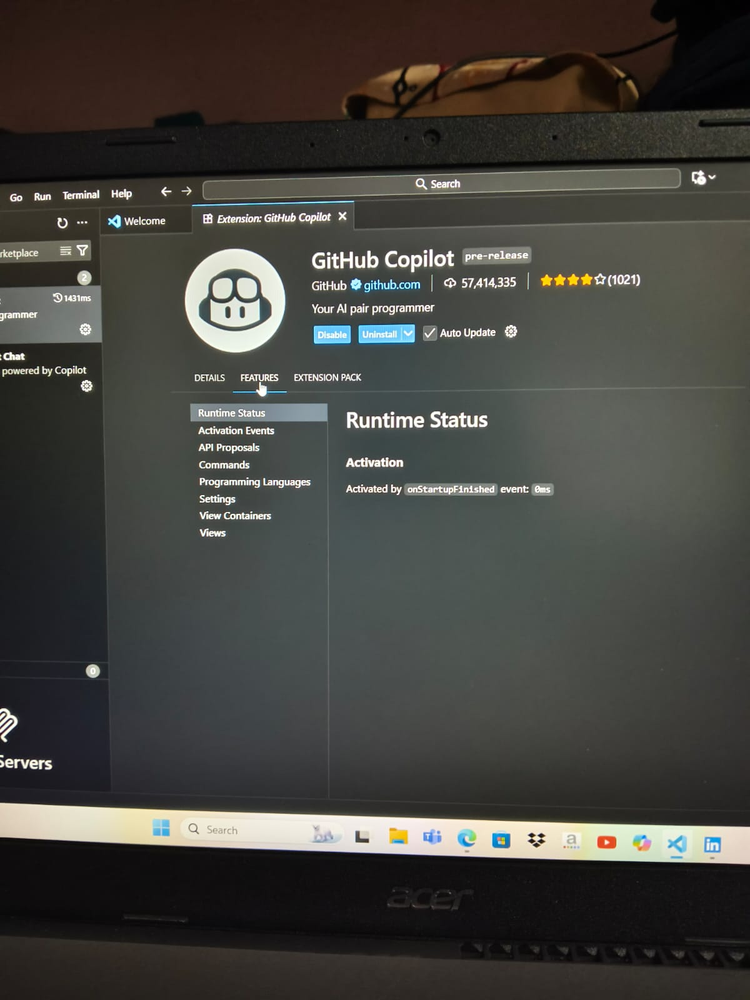 Go Run Terminal Help
Search
Welcome
Extension: GitHub Copilot
rketplace
2
1431ms
grammer
Chat
powered by Copilot
0
Servers
GitHub Copilot pre-release
GitHub github.com 57,414,335 (1021)
Your AI pair programmer
Disable Uninstall Auto Update
DETAILS FEATURES EXTENSION PACK
Runtime Status
Activation Events
API Proposals
Commands
Programming Languages
Settings
View Containers
Views
Runtime Status
Activation
Activated by onStartupFinished event: 0ms
Search
T
a
in
acer